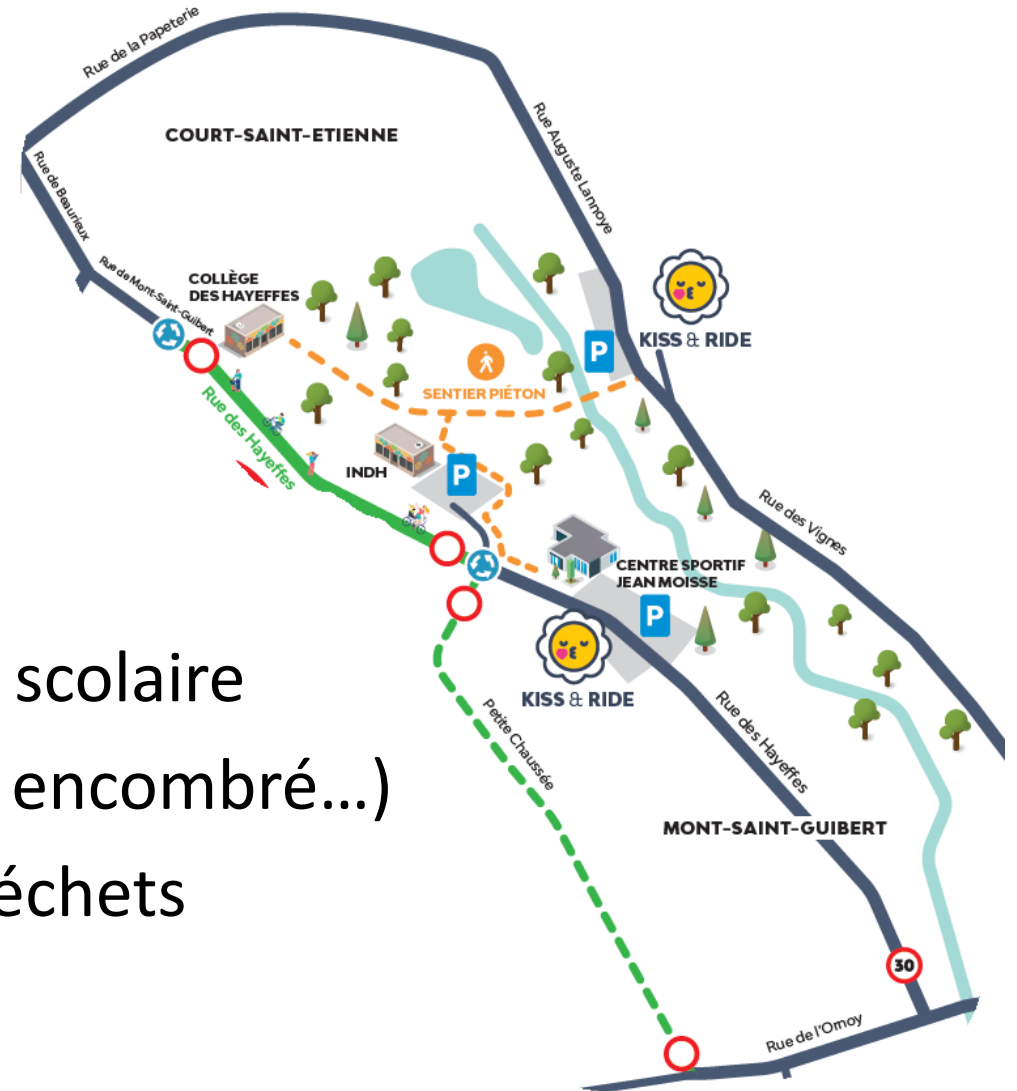 Rue de la Papeterie
COURT-SAINT-ETIENNE
Rue Auguste Lannoye
Rue de Beaurieux
Rue de Mont-Saint-Guibert
COLLÈGE
DES HAYEFFES
KISS & RIDE
P
SENTIER PIÉTON
Rue des Hayeffes
INDH
P
Rue des Vignes
CENTRE SPORTIF
JEAN MOISSE
P
KISS & RIDE
scolaire
Petite Chaussée
Rue des Hayeffes
encombré...)
MONT-SAINT-GUIBERT
échets
30
Rue de l'Ornoy